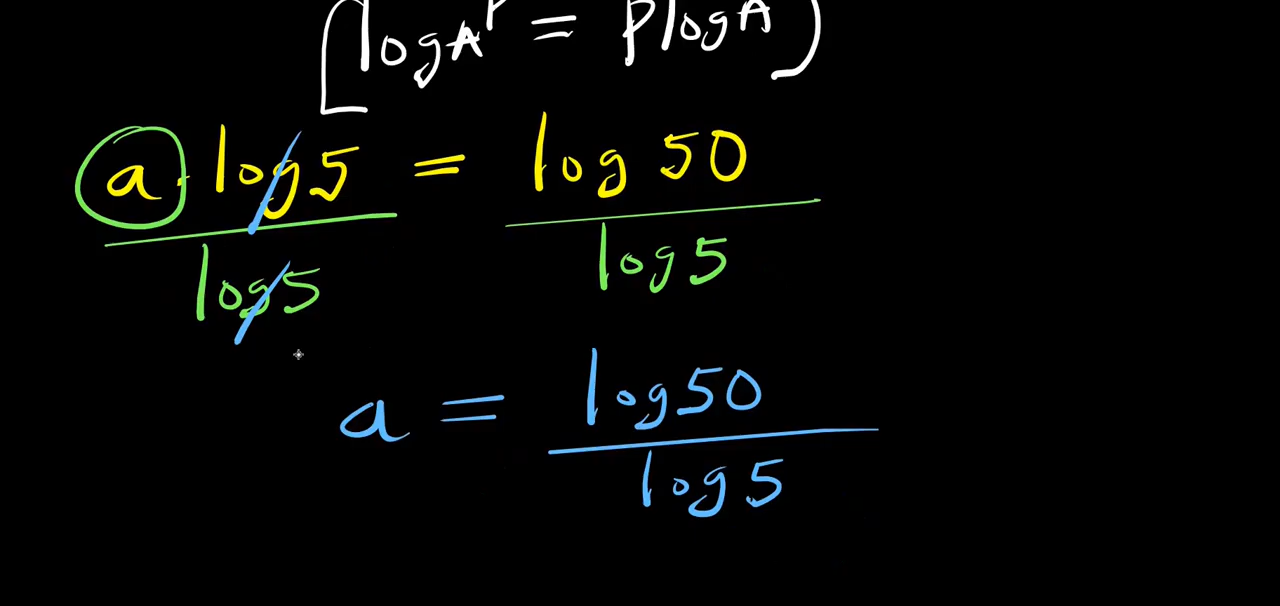 [log A^P = P log A]
a · log 5 = log 50
log 5 log 5
a = log 50
log 5